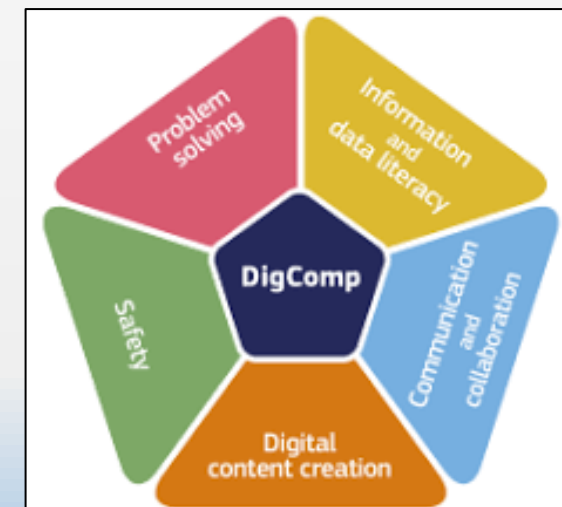 Problem
solving
Information
and
data literacy
DigComp
Safety
Communication
and
collaboration
Digital
content creation